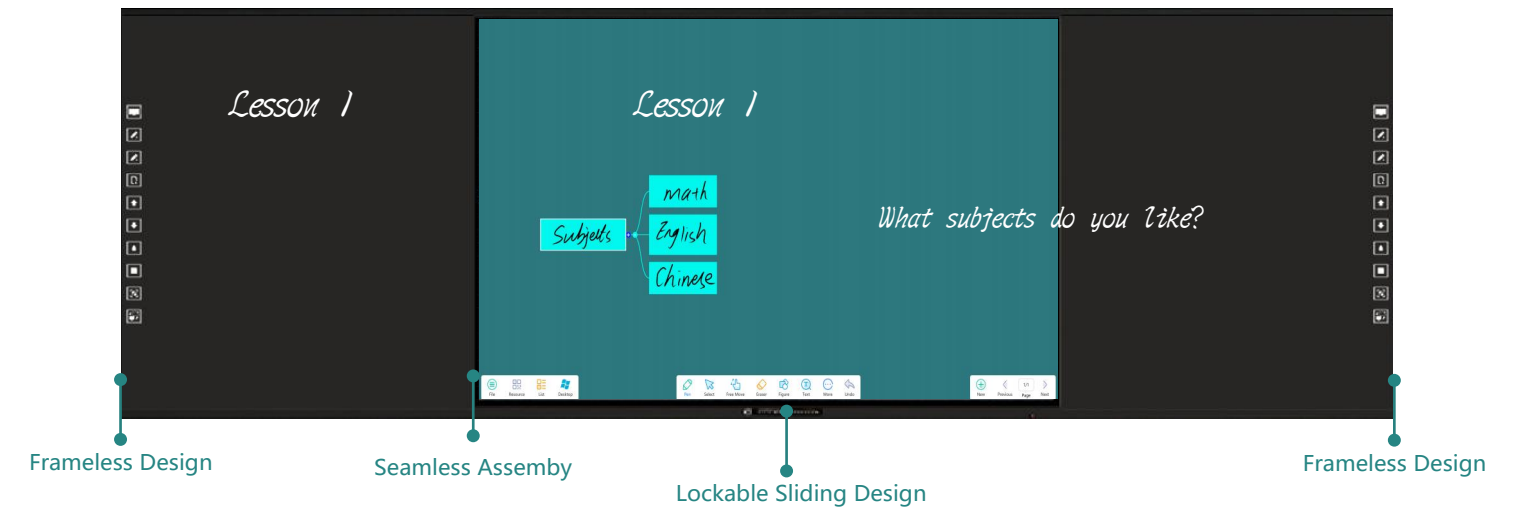 Lesson 1
Lesson 1
math
Subjects
English
Chinese
What subjects do you like?
File
Resource
List
Desktop
Pen
Select
Free Move
Eraser
Figure
Text
More
Undo
New
Previous
Page
Next
Frameless Design
Seamless Assemby
Lockable Sliding Design
Frameless Design